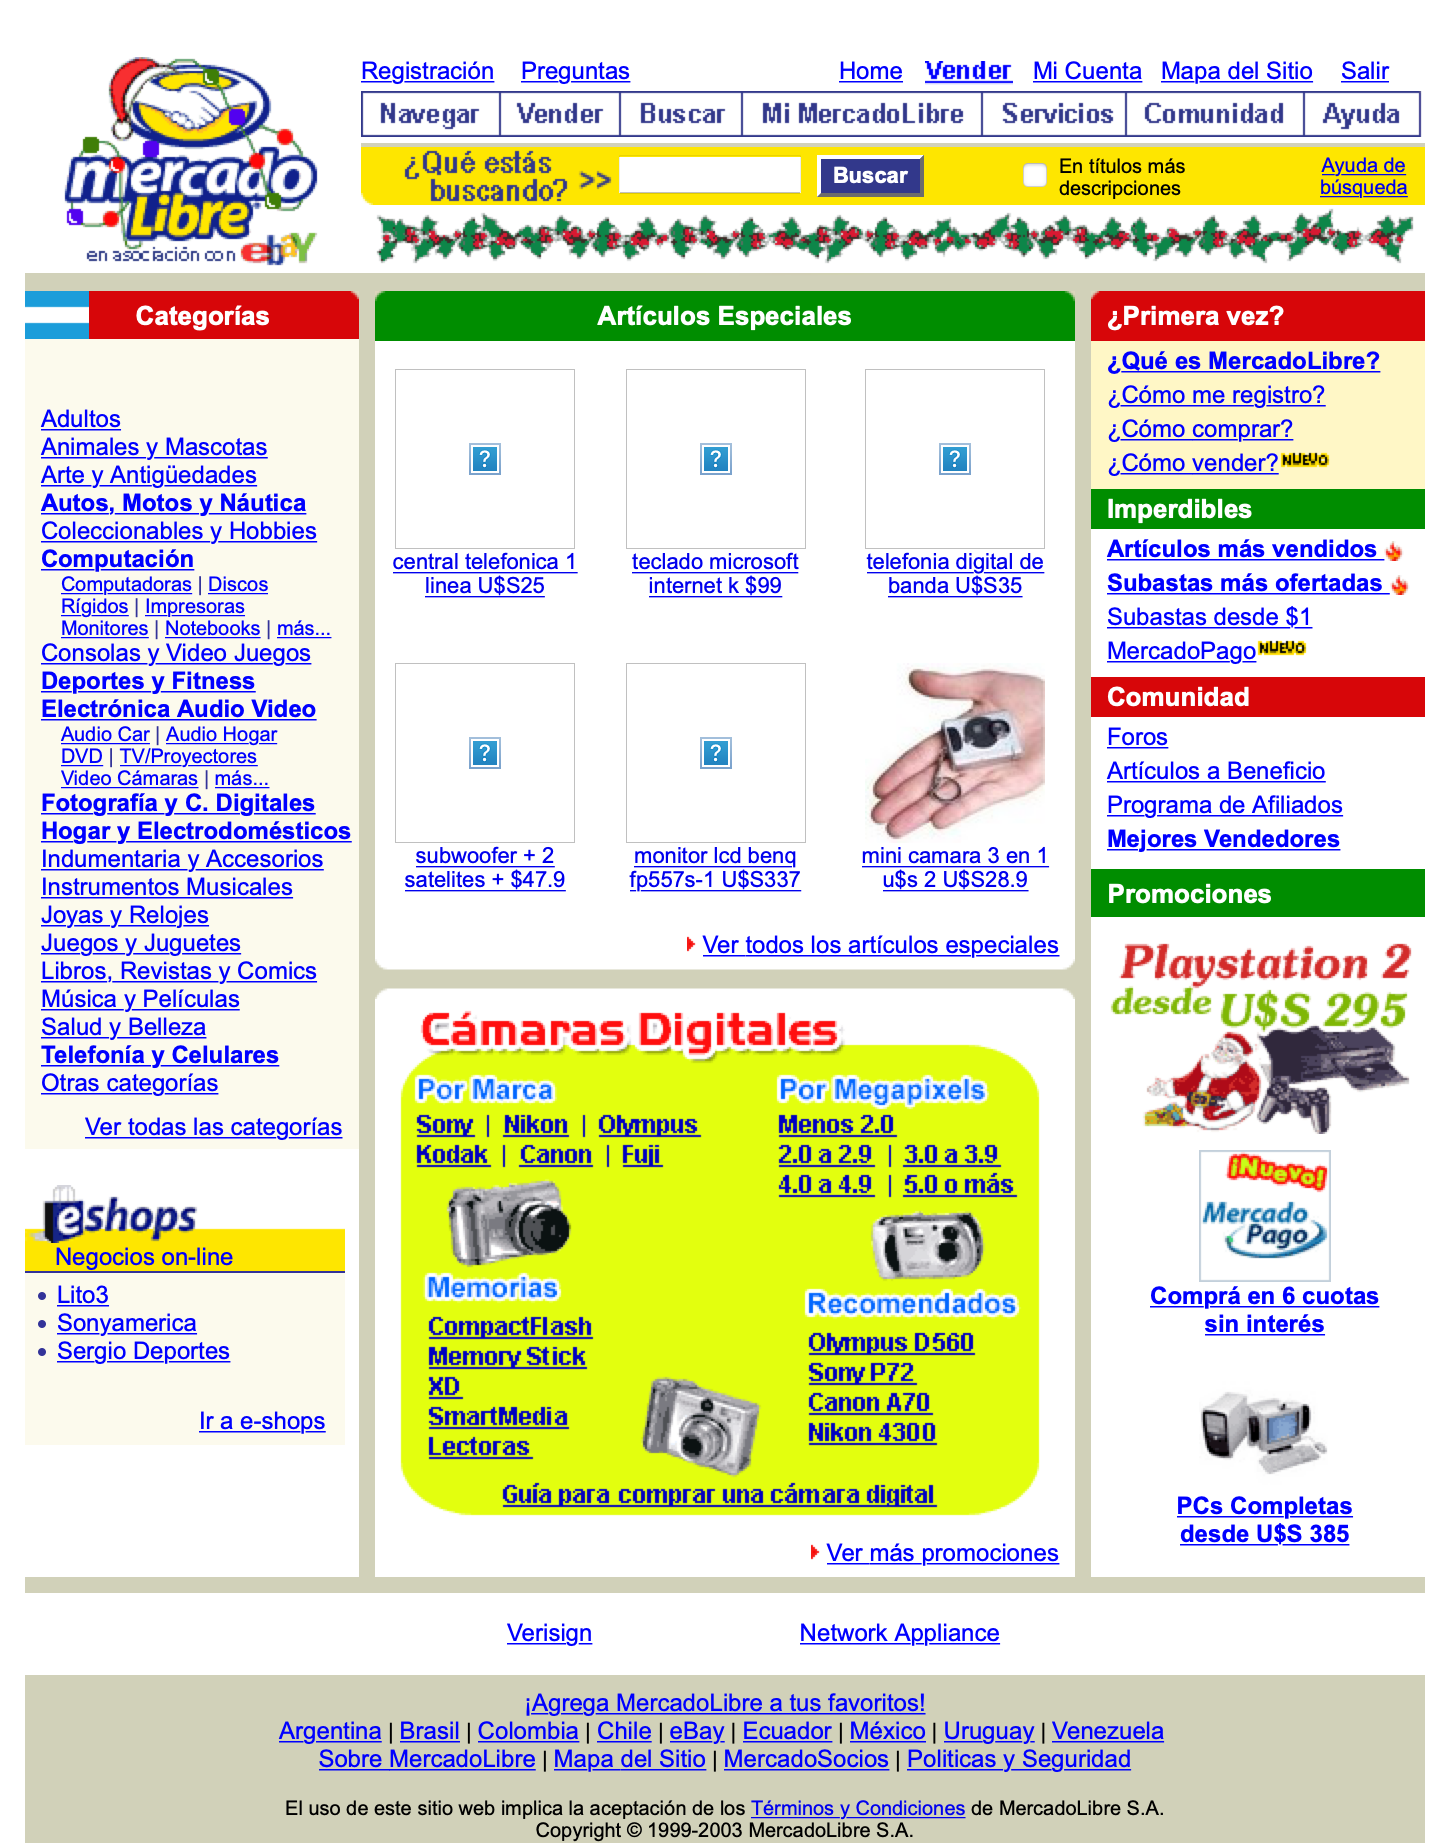 mercado
Libre
en asociación con ebay
Registración Preguntas Home Vender Mi Cuenta Mapa del Sitio Salir
Navegar Vender Buscar Mi MercadoLibre Servicios Comunidad Ayuda
¿Qué estás
buscando? >> Buscar
En títulos más
descripciones
Ayuda de
búsqueda
Categorías
Adultos
Animales y Mascotas
Arte y Antigüedades
Autos, Motos y Náutica
Coleccionables y Hobbies
Computación
Computadoras | Discos
Rígidos | Impresoras
Monitores | Notebooks | más...
Consolas y Video Juegos
Deportes y Fitness
Electrónica Audio Video
Audio Car | Audio Hogar
DVD | TV/Proyectores
Video Cámaras | más...
Fotografía y C. Digitales
Hogar y Electrodomésticos
Indumentaria y Accesorios
Instrumentos Musicales
Joyas y Relojes
Juegos y Juguetes
Libros, Revistas y Comics
Música y Películas
Salud y Belleza
Telefonía y Celulares
Otras categorías
Ver todas las categorías
eshops
Negocios on-line
• Lito3
• Sonyamerica
• Sergio Deportes
Ir a e-shops
Artículos Especiales
central telefonica 1
linea U$S25
teclado microsoft
internet k $99
telefonia digital de
banda U$S35
subwoofer + 2
satelites + $47.9
monitor lcd benq
fp557s-1 U$S337
mini camara 3 en 1
u$s 2 U$S28.9
Ver todos los artículos especiales
Cámaras Digitales
Por Marca
Sony | Nikon | Olympus
Kodak | Canon | Fuji
Por Megapixels
Menos 2.0
2.0 a 2.9 | 3.0 a 3.9
4.0 a 4.9 | 5.0 o más
Memorias
CompactFlash
Memory Stick
XD
SmartMedia
Lectoras
Recomendados
Olympus D560
Sony P72
Canon A70
Nikon 4300
Guía para comprar una cámara digital
Ver más promociones
¿Primera vez?
¿Qué es MercadoLibre?
¿Cómo me registro?
¿Cómo comprar?
¿Cómo vender? NUEVO
Imperdibles
Artículos más vendidos
Subastas más ofertadas
Subastas desde $1
MercadoPago NUEVO
Comunidad
Foros
Artículos a Beneficio
Programa de Afiliados
Mejores Vendedores
Promociones
Playstation 2
desde U$S 295
¡Nuevo!
Mercado
Pago
Comprá en 6 cuotas
sin interés
PCs Completas
desde U$S 385
Verisign Network Appliance
¡Agrega MercadoLibre a tus favoritos!
Argentina | Brasil | Colombia | Chile | eBay | Ecuador | México | Uruguay | Venezuela
Sobre MercadoLibre | Mapa del Sitio | MercadoSocios | Politicas y Seguridad
El uso de este sitio web implica la aceptación de los Términos y Condiciones de MercadoLibre S.A.
Copyright © 1999-2003 MercadoLibre S.A.